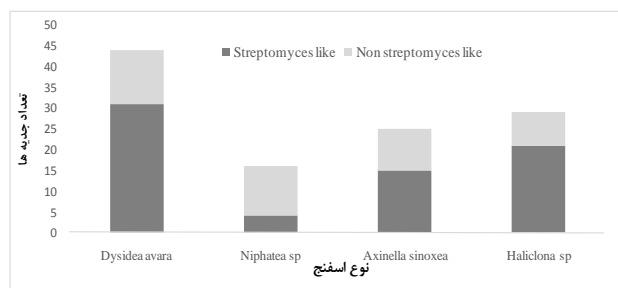 50
45
40
35
30
25
20
15
10
5
0
تعداد جدیه ها
Streptomyces like Non streptomyces like
Dysidea avara Niphatea sp Axinella sinoxea Haliclona sp
نوع اسفنج